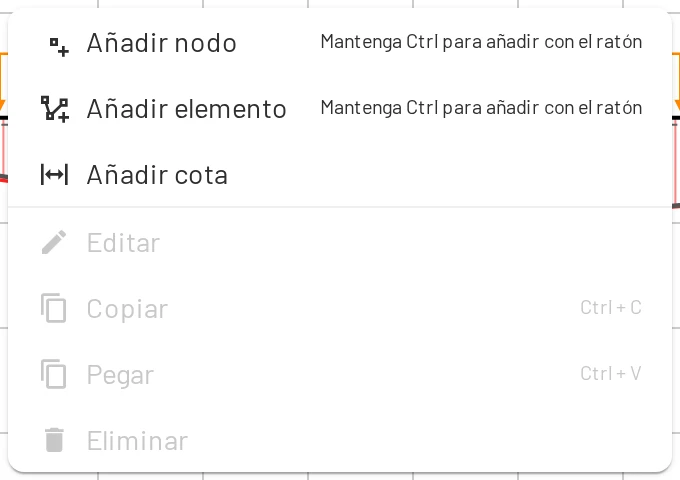 Añadir nodo Mantenga Ctrl para añadir con el ratón
Añadir elemento Mantenga Ctrl para añadir con el ratón
Añadir cota
Editar
Copiar Ctrl + C
Pegar Ctrl + V
Eliminar